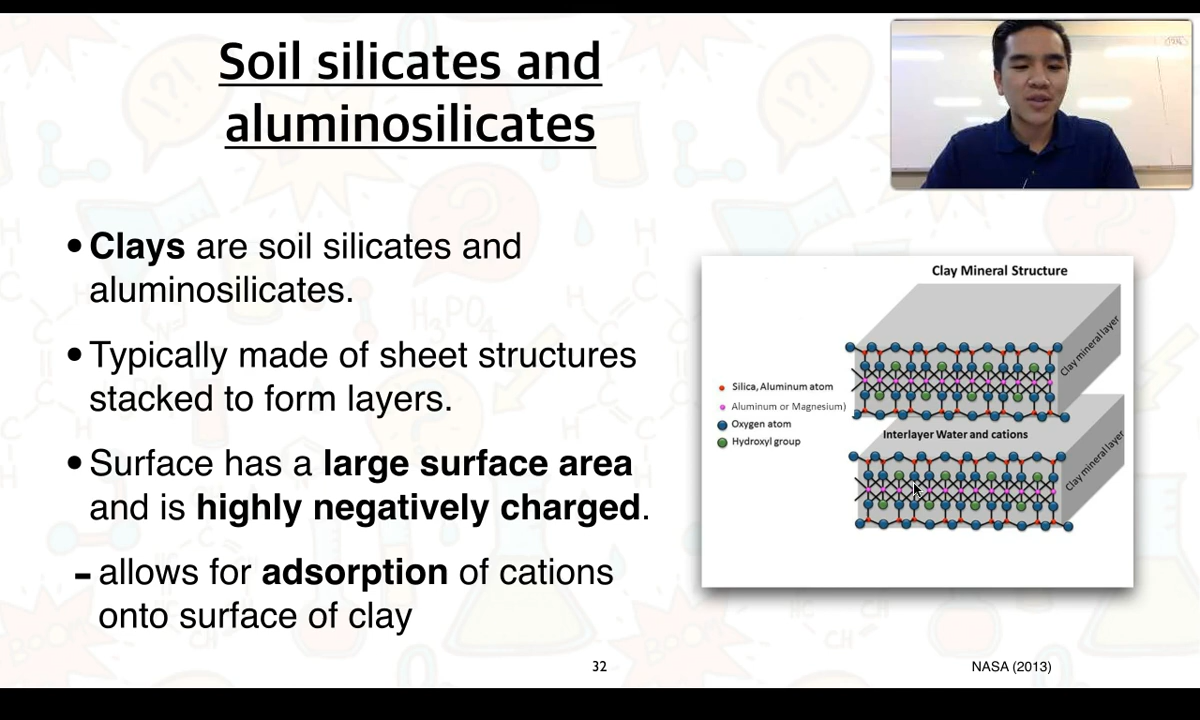 Soil silicates and
aluminosilicates
• Clays are soil silicates and
aluminosilicates.
• Typically made of sheet structures
stacked to form layers.
• Surface has a large surface area
and is highly negatively charged.
- allows for adsorption of cations
onto surface of clay
Clay Mineral Structure
Clay mineral layer
Silica, Aluminum atom
Aluminum or Magnesium)
Oxygen atom
Hydroxyl group
Interlayer Water and cations
Clay mineral layer
32
NASA (2013)